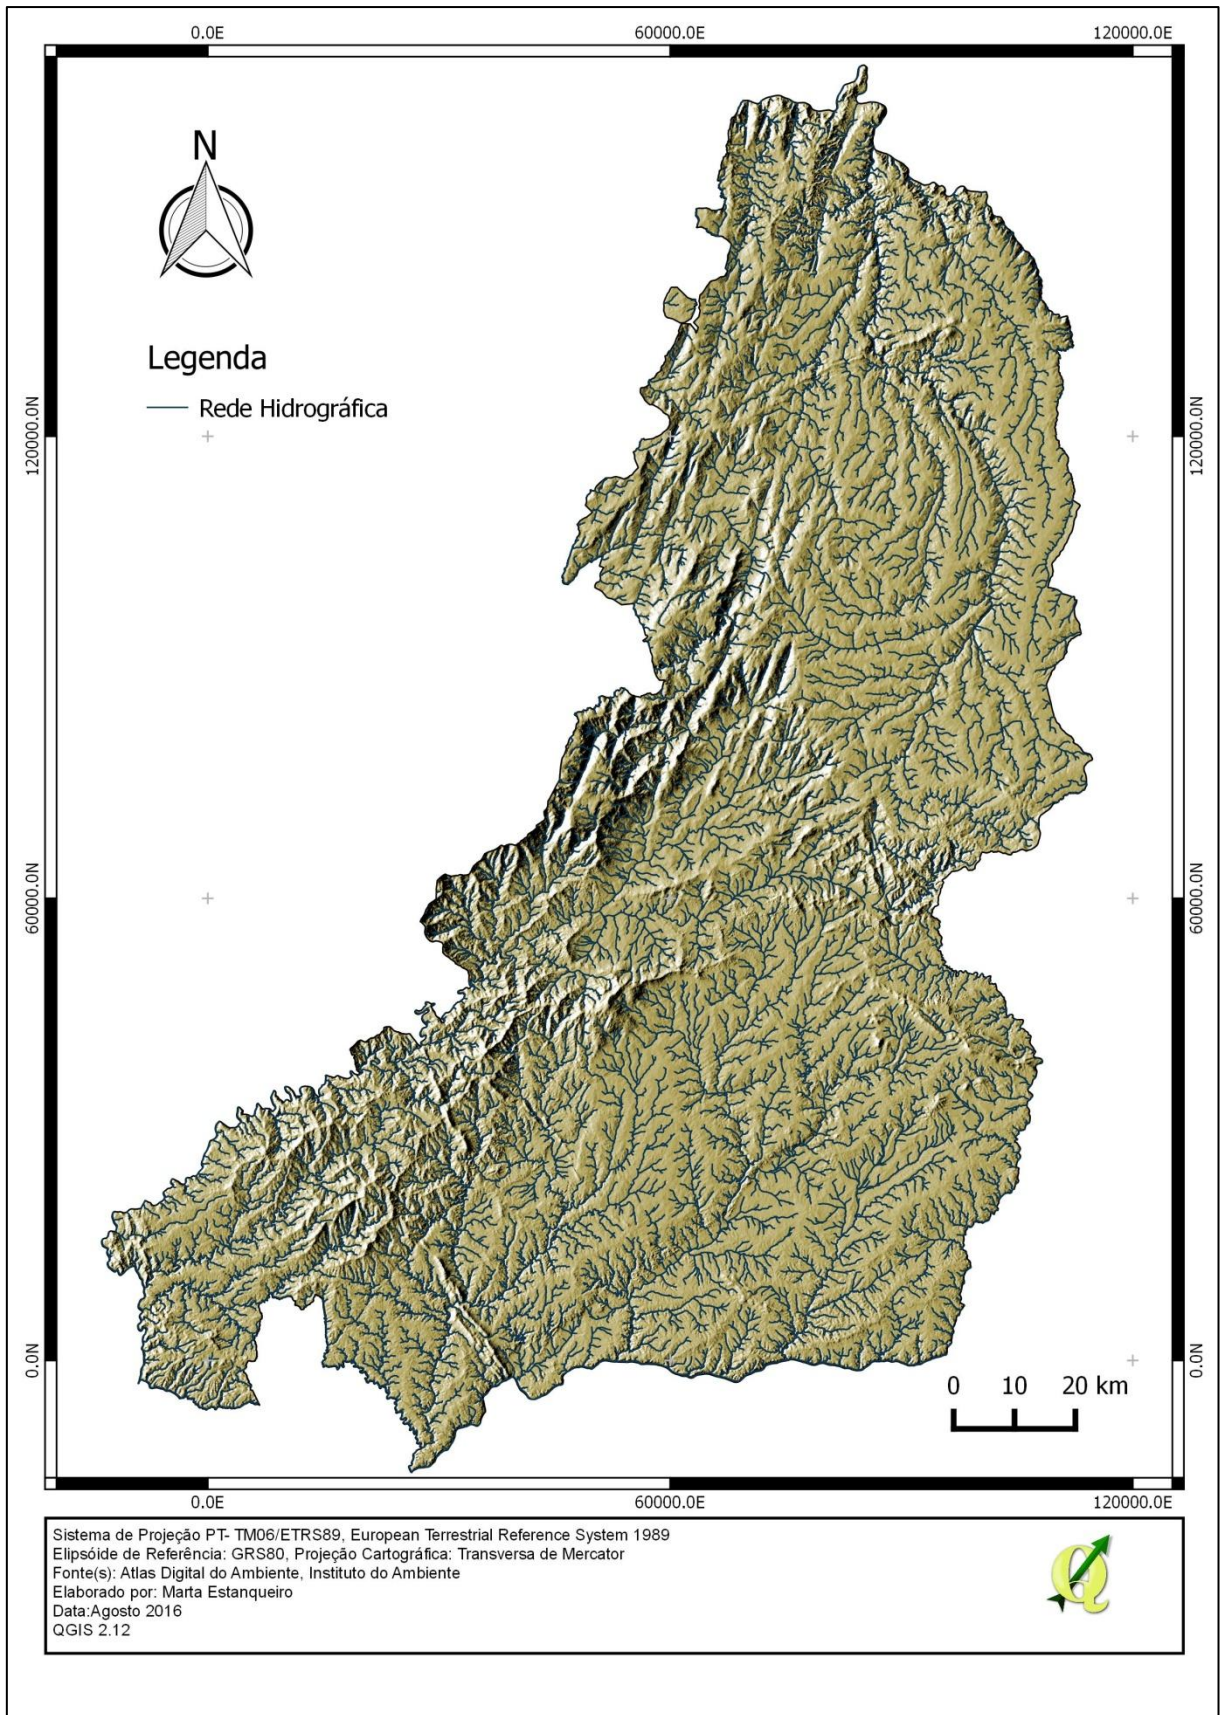 0.0E 60000.0E 120000.0E
N
Legenda
Rede Hidrográfica
120000.0N 120000.0N
60000.0N 60000.0N
0.0N 0.0N
0 10 20 km
0.0E 60000.0E 120000.0E
Sistema de Projeção PT- TM06/ETRS89, European Terrestrial Reference System 1989
Elipsóide de Referência: GRS80, Projeção Cartográfica: Transversa de Mercator
Fonte(s): Atlas Digital do Ambiente, Instituto do Ambiente
Elaborado por: Marta Estanqueiro
Data:Agosto 2016
QGIS 2.12